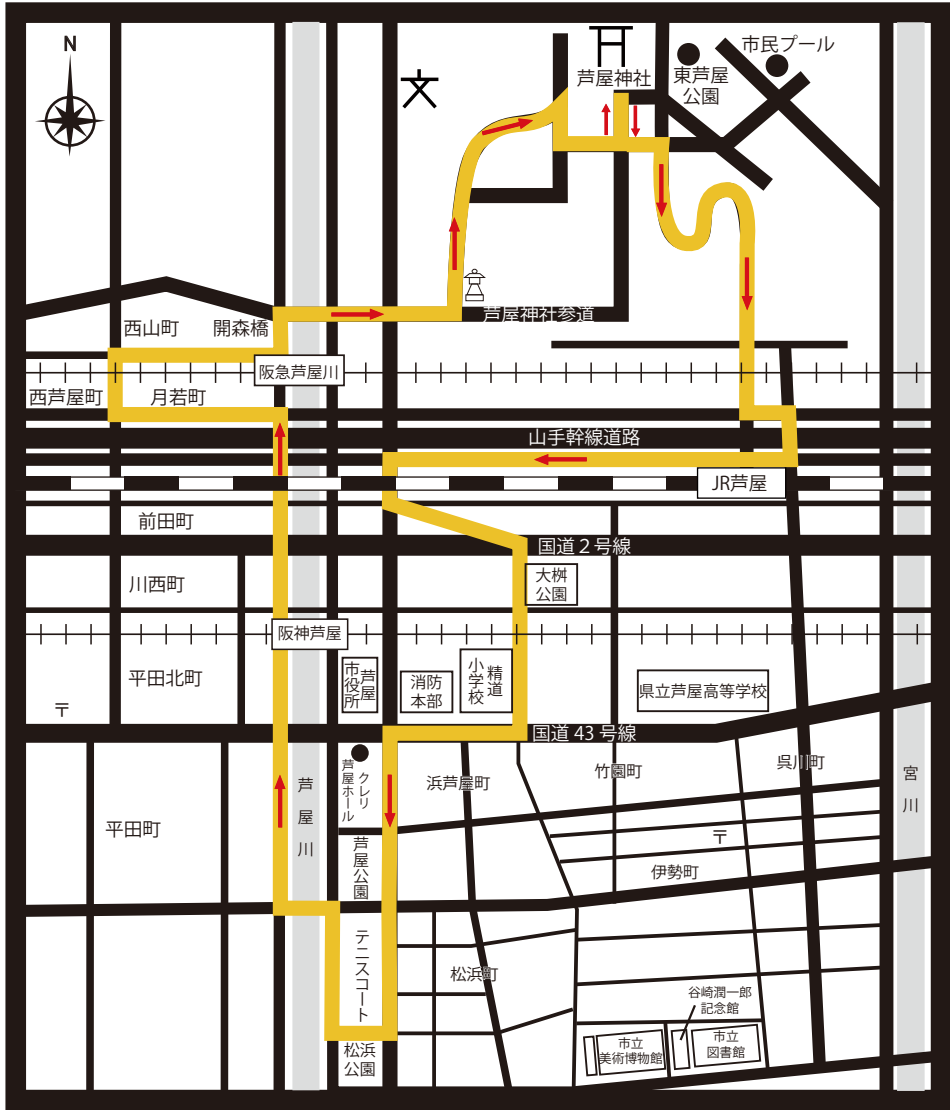 N
芦屋神社
東芦屋
公園
市民プール
西山町
開森橋
芦屋神社参道
阪急芦屋川
西芦屋町
月若町
山手幹線道路
JR芦屋
前田町
国道2号線
川西町
大桝
公園
阪神芦屋
平田北町
芦屋
市役所
消防
本部
精道
小学校
県立芦屋高等学校
〒
国道43号線
芦屋川
クレリ
芦屋ホール
浜芦屋町
竹園町
呉川町
宮川
平田町
芦屋公園
〒
伊勢町
テニスコート
松浜町
谷崎潤一郎
記念館
市立
美術博物館
市立
図書館
松浜
公園